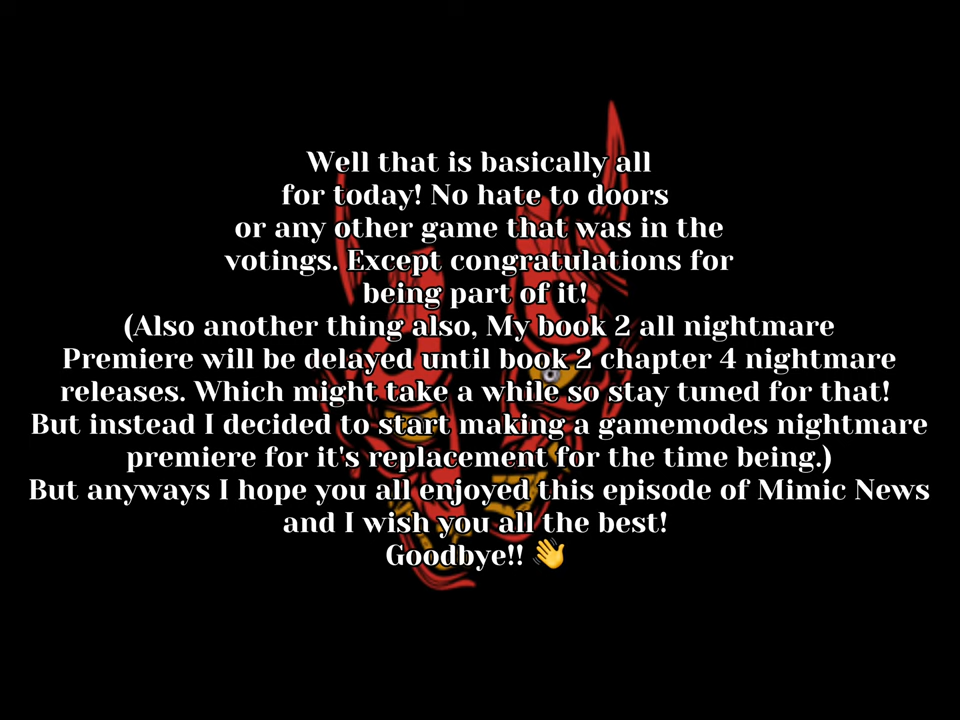 Well that is basically all
for today! No hate to doors
or any other game that was in the
votings. Except congratulations for
being part of it!
(Also another thing also, My book 2 all nightmare
Premiere will be delayed until book 2 chapter 4 nightmare
releases. Which might take a while so stay tuned for that!
But instead I decided to start making a gamemodes nightmare
premiere for it's replacement for the time being.)
But anyways I hope you all enjoyed this episode of Mimic News
and I wish you all the best!
Goodbye!! 👋